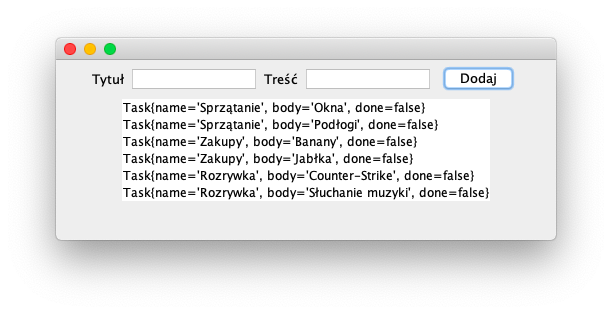 Tytuł Treść Dodaj
Task{name='Sprzątanie', body='Okna', done=false}
Task{name='Sprzątanie', body='Podłogi', done=false}
Task{name='Zakupy', body='Banany', done=false}
Task{name='Zakupy', body='Jabłka', done=false}
Task{name='Rozrywka', body='Counter-Strike', done=false}
Task{name='Rozrywka', body='Słuchanie muzyki', done=false}